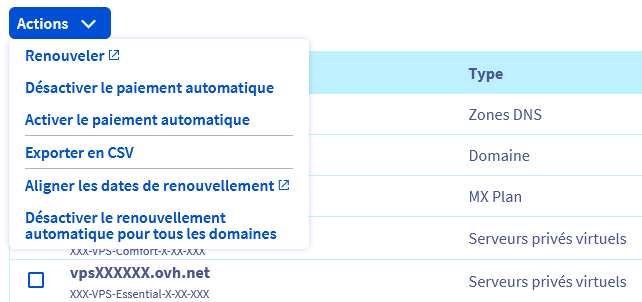 Actions
Renouveler
Désactiver le paiement automatique
Activer le paiement automatique
Exporter en CSV
Aligner les dates de renouvellement
Désactiver le renouvellement
automatique pour tous les domaines
Type
Zones DNS
Domaine
MX Plan
XXX-VPS-Comfort-X-XX-XXX
Serveurs privés virtuels
vpsXXXXXX.ovh.net
XXX-VPS-Essential-X-XX-XXX
Serveurs privés virtuels